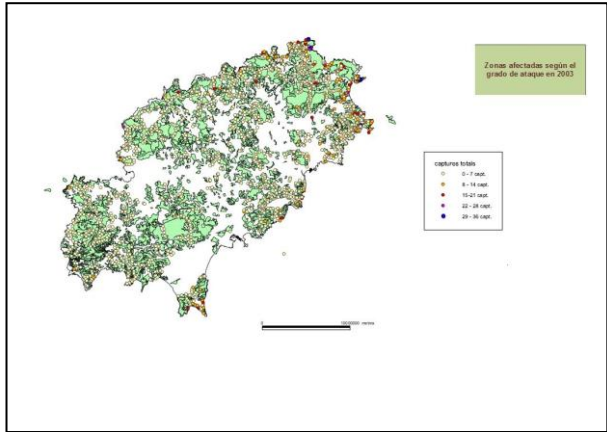 Zonas afectadas según el
grado de ataque en 2003
captures totals
0 - 7 capt.
8 - 14 capt.
15 - 21 capt.
22 - 28 capt.
29 - 36 capt.
0